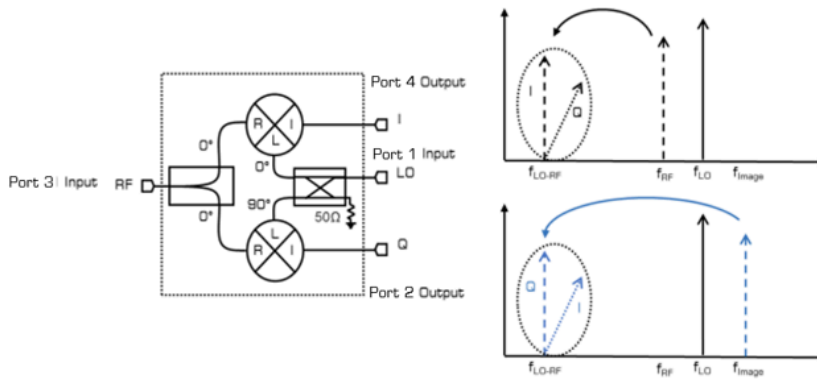 Port 4 Output
R
I
L
I
0°
0°
Port 1 Input
LO
Port 3| Input
RF
0°
90°
50Ω
L
R
I
Q
Port 2 Output
I
Q
fLO-RF
fRF
fLO
fImage
Q
I
fLO-RF
fRF
fLO
fImage